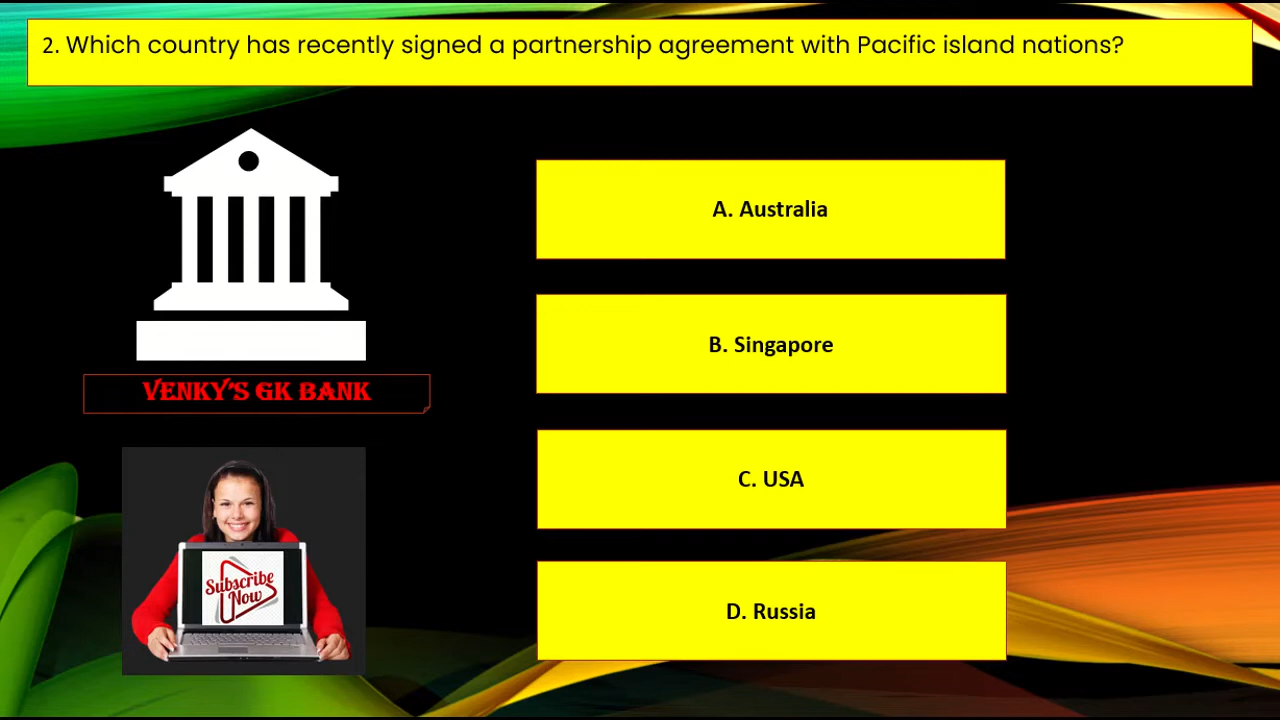 2. Which country has recently signed a partnership agreement with Pacific island nations?
A. Australia
B. Singapore
C. USA
D. Russia
VENKY'S GK BANK
Subscribe
Now